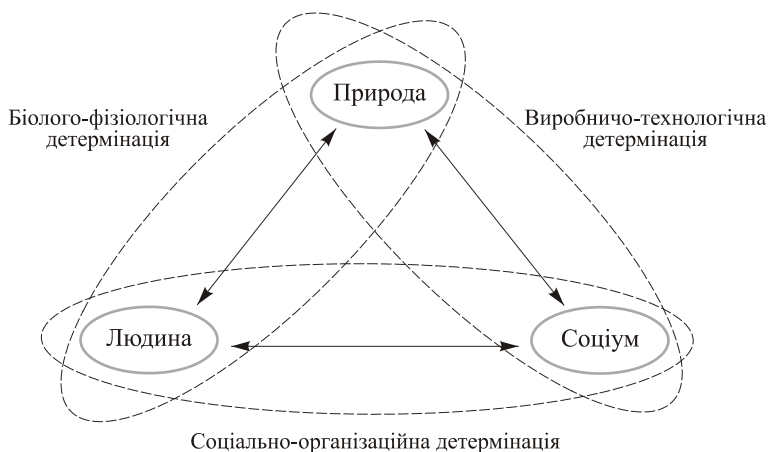 Природа
Біолого-фізіологічна
детермінація
Виробничо-технологічна
детермінація
Людина
Соціум
Соціально-організаційна детермінація